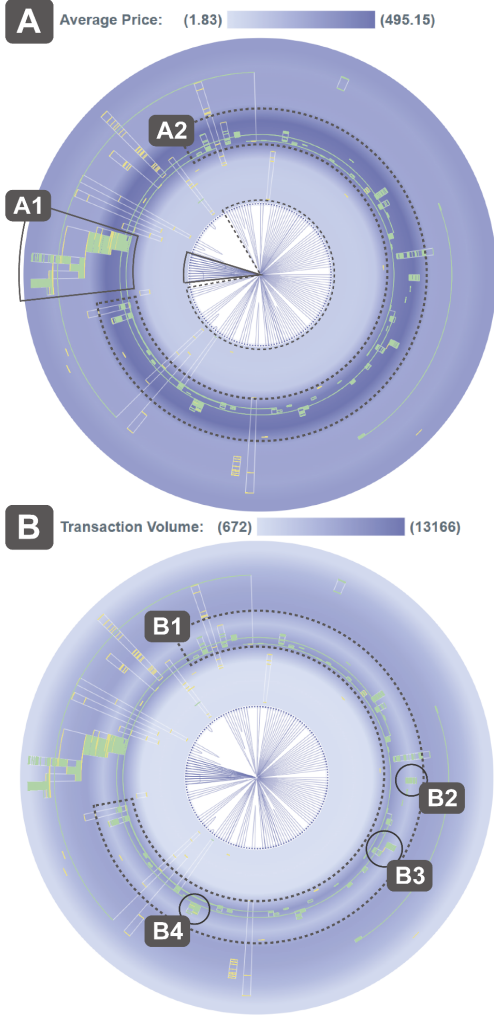 A
Average Price: (1.83) (495.15)
A2
A1
B
Transaction Volume: (672) (13166)
B1
B2
B3
B4